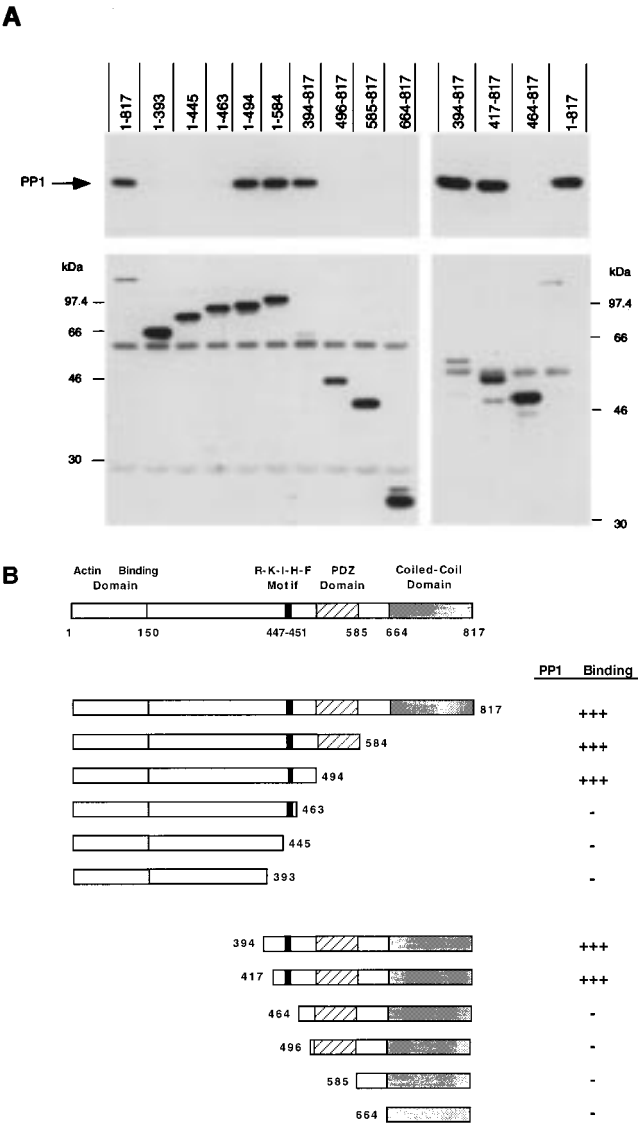 A
1-817 1-393 1-445 1-463 1-494 1-584 394-817 496-817 585-817 664-817 394-817 417-817 464-817 1-817
PP1
kDa kDa
97.4 97.4
66 66
46 46
30 30
B
Actin Binding Domain
R-K-I-H-F Motif
PDZ Domain
Coiled-Coil Domain
1 150 447-451 585 664 817
PP1 Binding
817 +++
584 +++
494 +++
463 -
445 -
393 -
394 +++
417 +++
464 -
496 -
585 -
664 -